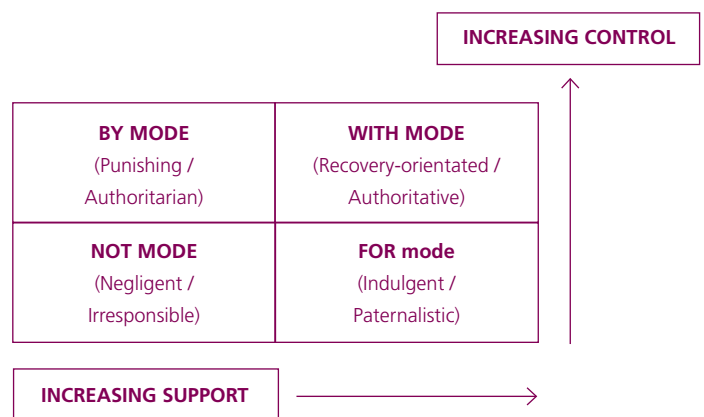 INCREASING CONTROL
BY MODE
(Punishing /
Authoritarian)
WITH MODE
(Recovery-orientated /
Authoritative)
NOT MODE
(Negligent /
Irresponsible)
FOR mode
(Indulgent /
Paternalistic)
INCREASING SUPPORT